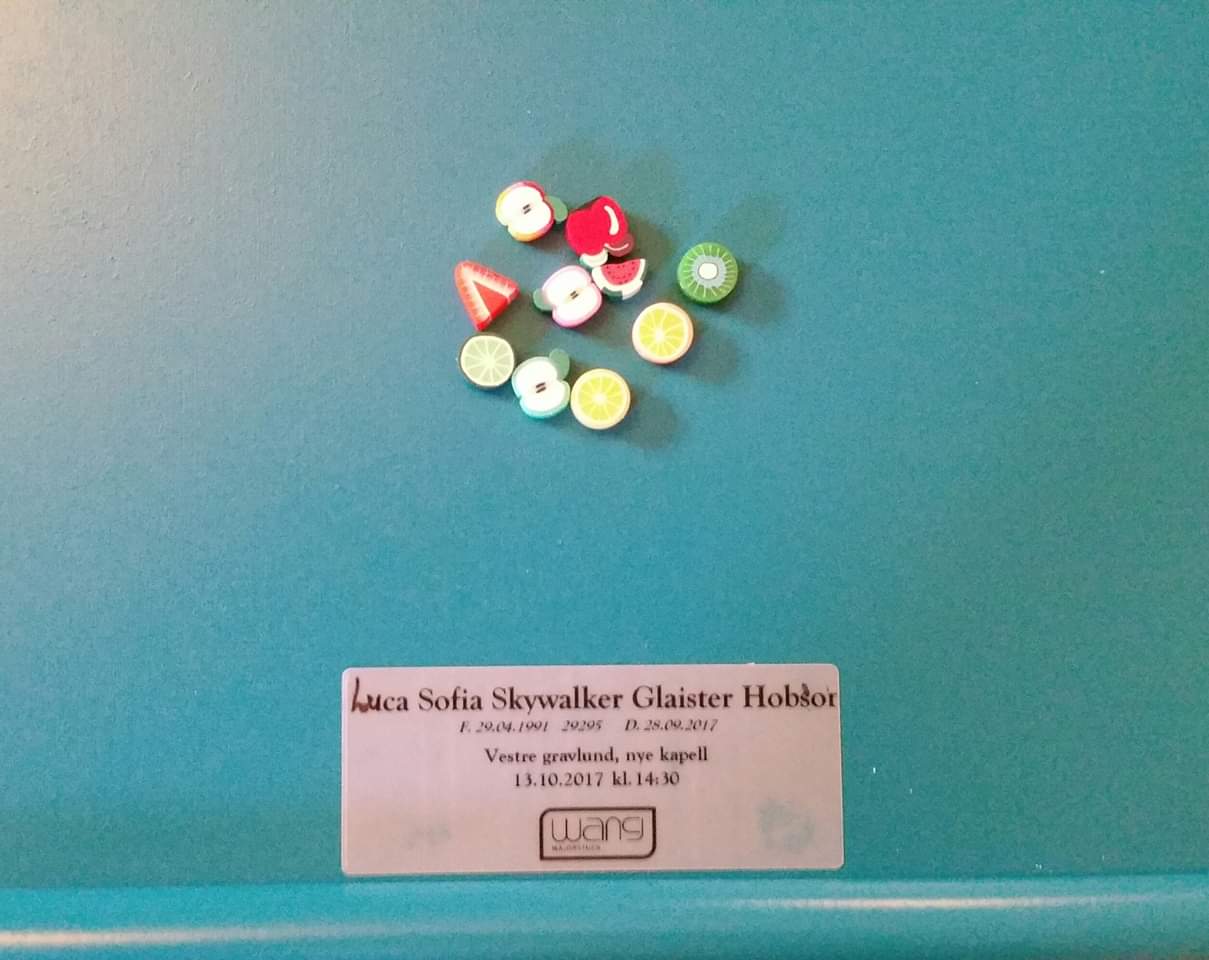 Luca Sofia Skywalker Glaister Hobson
F. 29.04.1991 29295 D. 28.09.2017
Vestre gravlund, nye kapell
13.10.2017 kl.14:30
wang